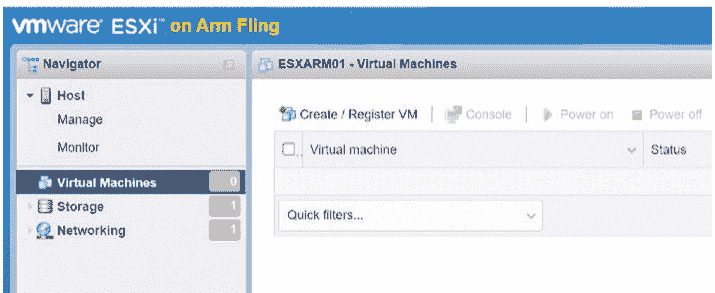 vmware® ESXi™ on Arm Fling
Navigator
ESXARM01 - Virtual Machines
Host
Manage
Monitor
Virtual Machines 0
Storage 1
Networking 1
Create / Register VM | Console | Power on Power off
Virtual machine Status
Quick filters...